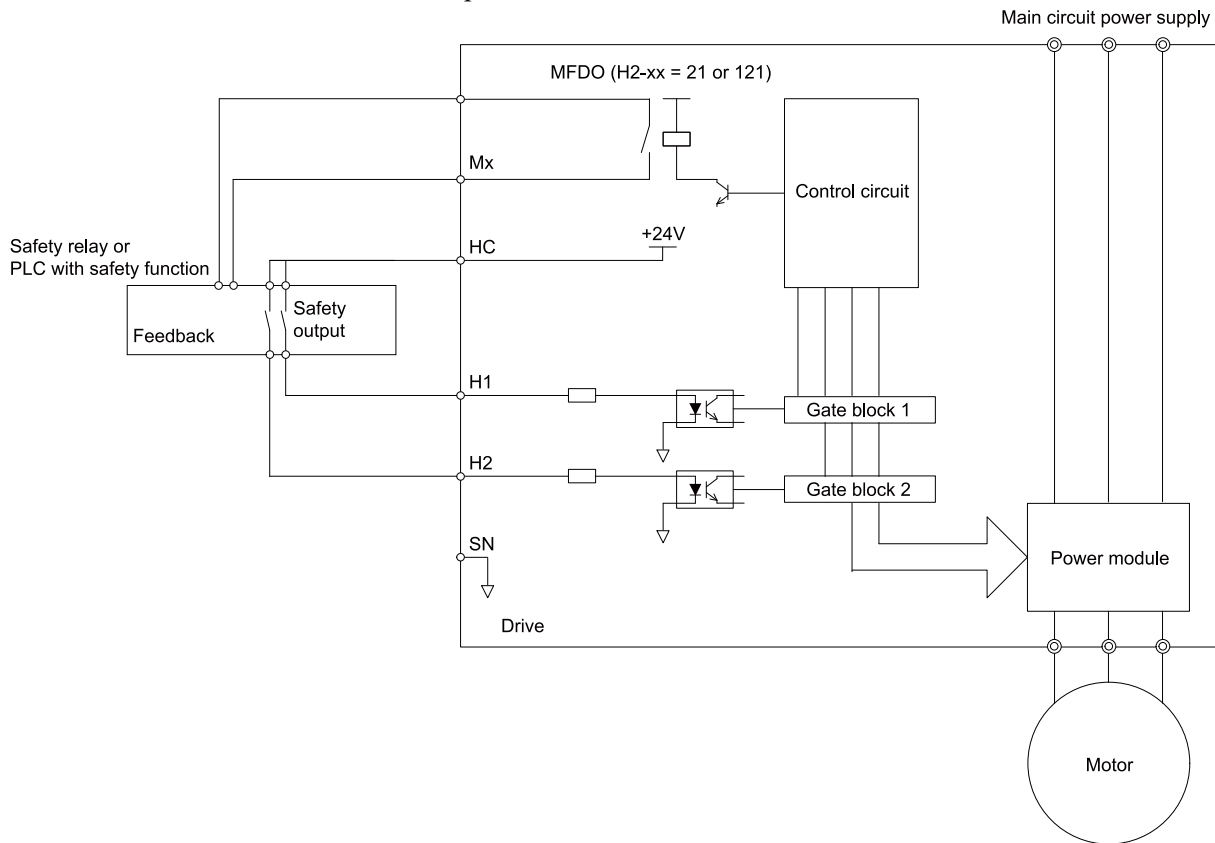 Main circuit power supply
MFDO (H2-xx = 21 or 121)
Mx
Control circuit
+24V
HC
Safety relay or
PLC with safety function
Safety
output
Feedback
H1
Gate block 1
H2
Gate block 2
SN
Power module
Drive
Motor